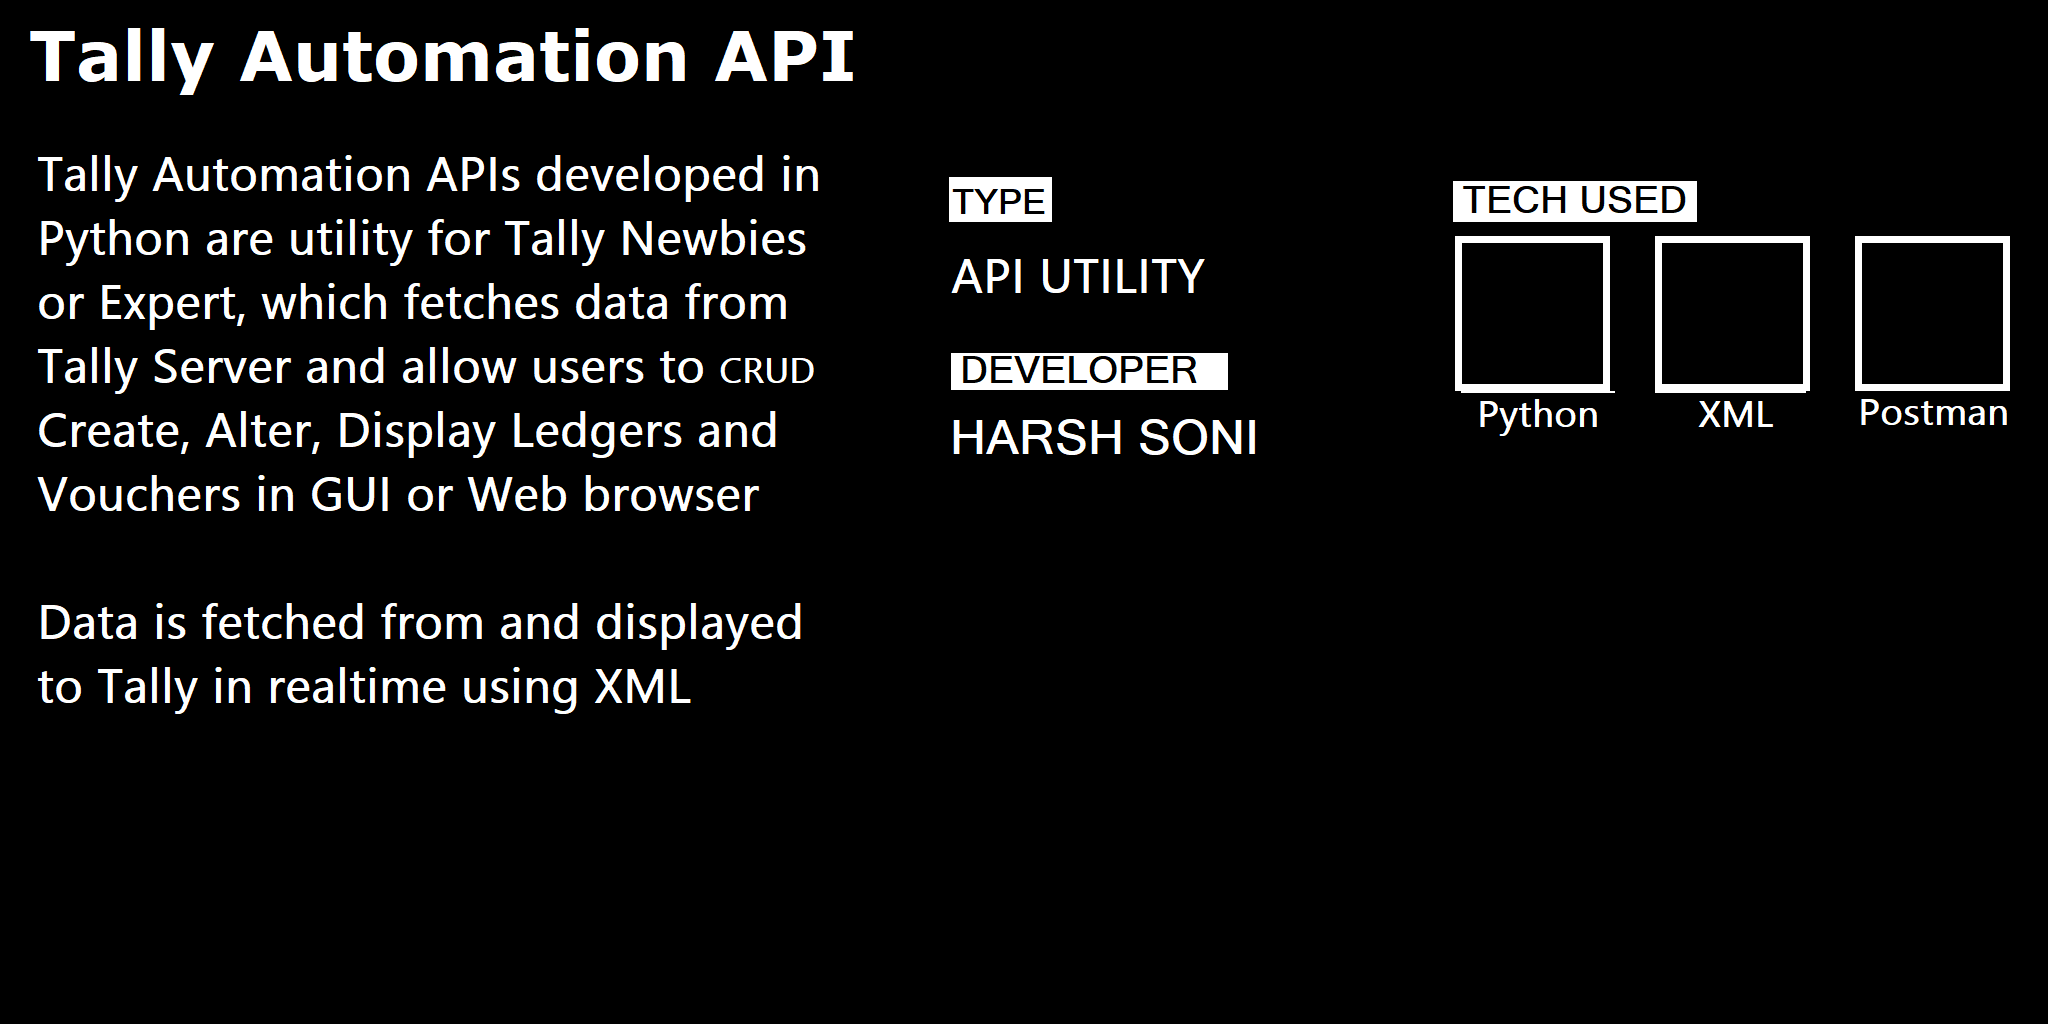 Tally Automation API
Tally Automation APIs developed in
Python are utility for Tally Newbies
or Expert, which fetches data from
Tally Server and allow users to CRUD
Create, Alter, Display Ledgers and
Vouchers in GUI or Web browser
Data is fetched from and displayed
to Tally in realtime using XML
TYPE
API UTILITY
DEVELOPER
HARSH SONI
TECH USED
Python
XML
Postman